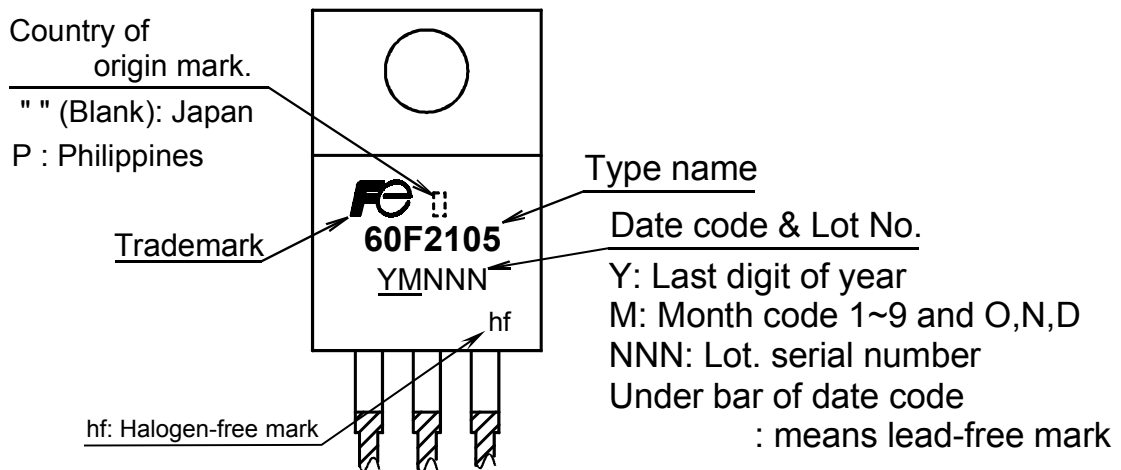 Country of
origin mark.
" " (Blank): Japan
P : Philippines
Trademark
Fe
60F2105
YMNNN
hf
hf: Halogen-free mark
Type name
Date code & Lot No.
Y: Last digit of year
M: Month code 1~9 and O,N,D
NNN: Lot. serial number
Under bar of date code
: means lead-free mark